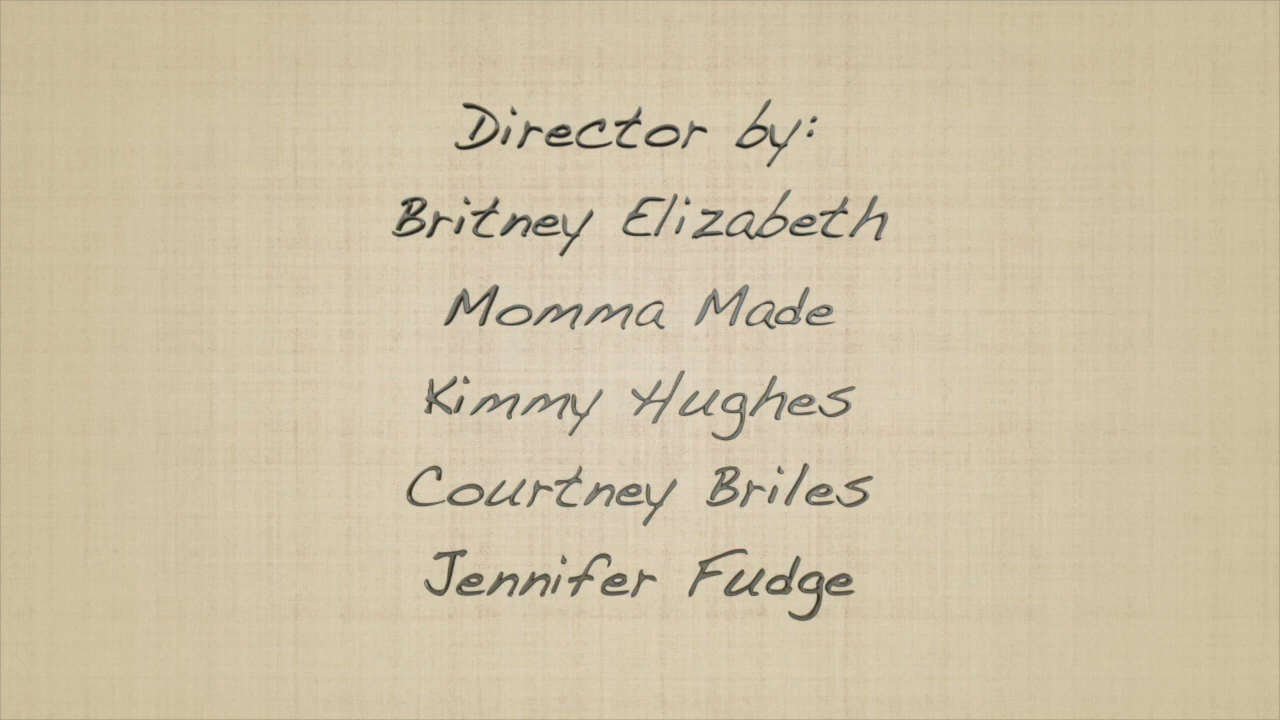 Director by:
Britney Elizabeth
Momma Made
Kimmy Hughes
Courtney Briles
Jennifer Fudge